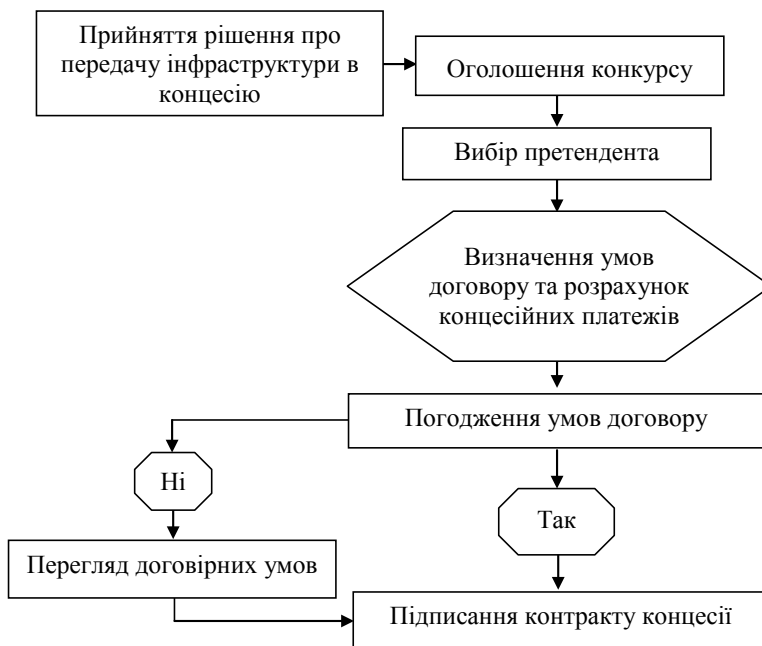 Прийняття рішення про
передачу інфраструктури в
концесію
Оголошення конкурсу
Вибір претендента
Визначення умов
договору та розрахунок
концесійних платежів
Погодження умов договору
Ні
Так
Перегляд договірних умов
Підписання контракту концесії